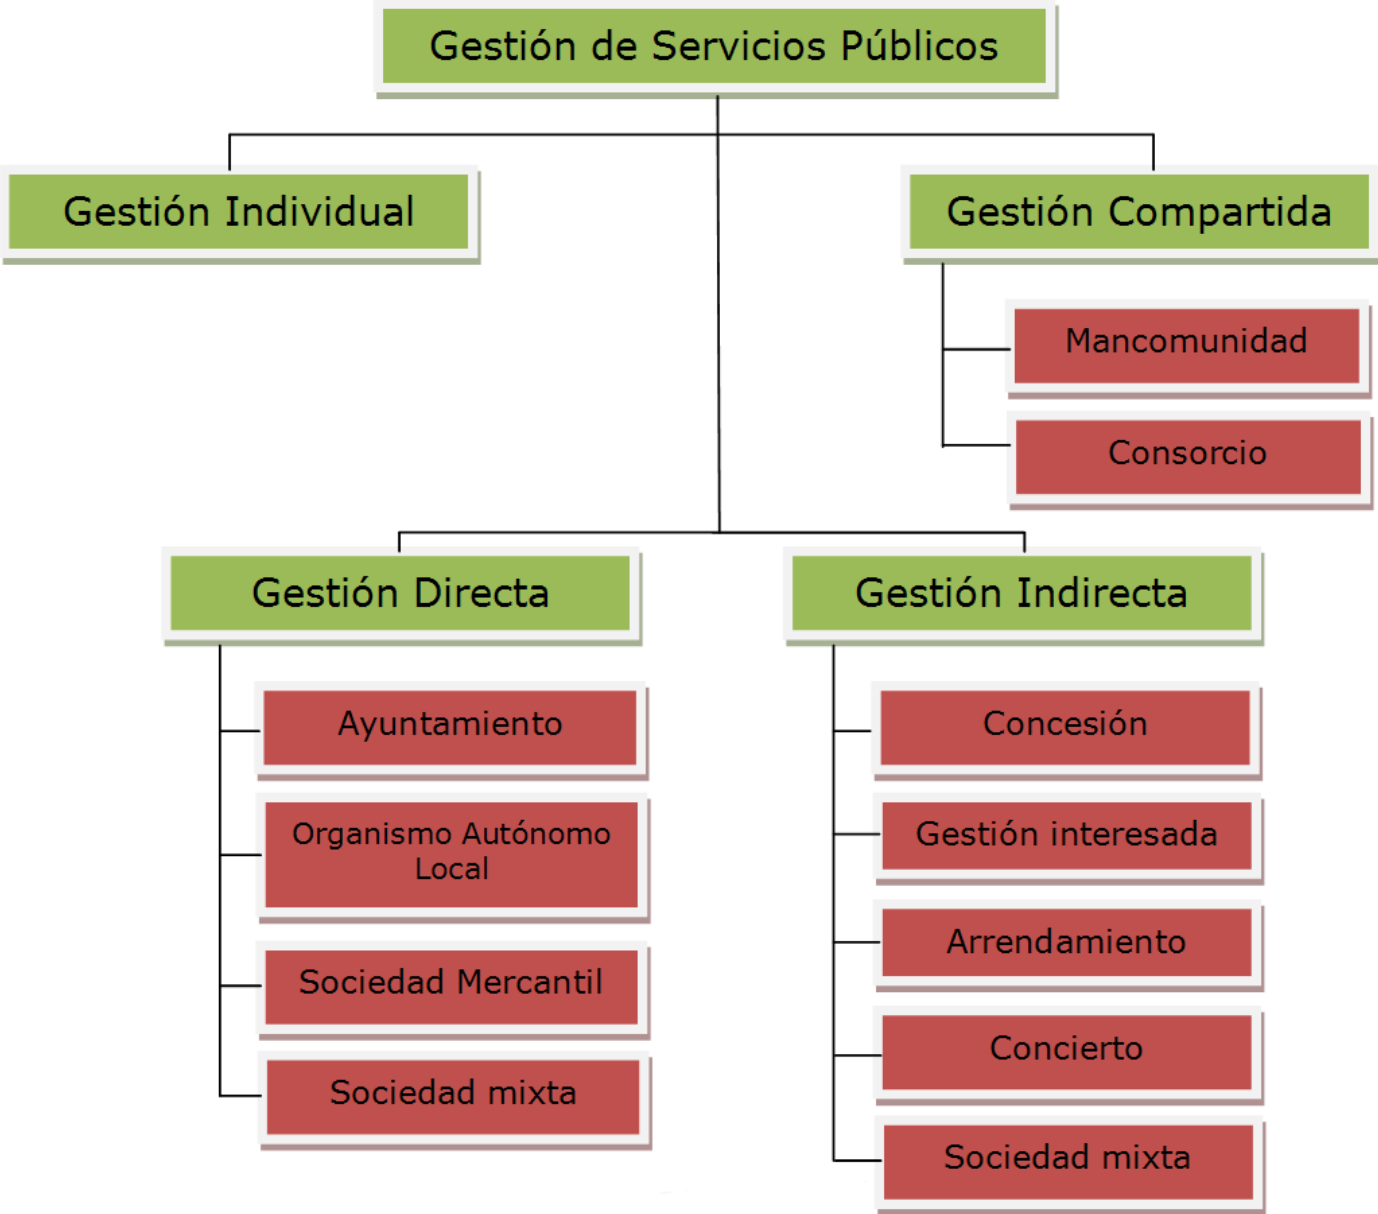 Gestión de Servicios Públicos
Gestión Individual
Gestión Compartida
Mancomunidad
Consorcio
Gestión Directa
Ayuntamiento
Organismo Autónomo
Local
Sociedad Mercantil
Sociedad mixta
Gestión Indirecta
Concesión
Gestión interesada
Arrendamiento
Concierto
Sociedad mixta